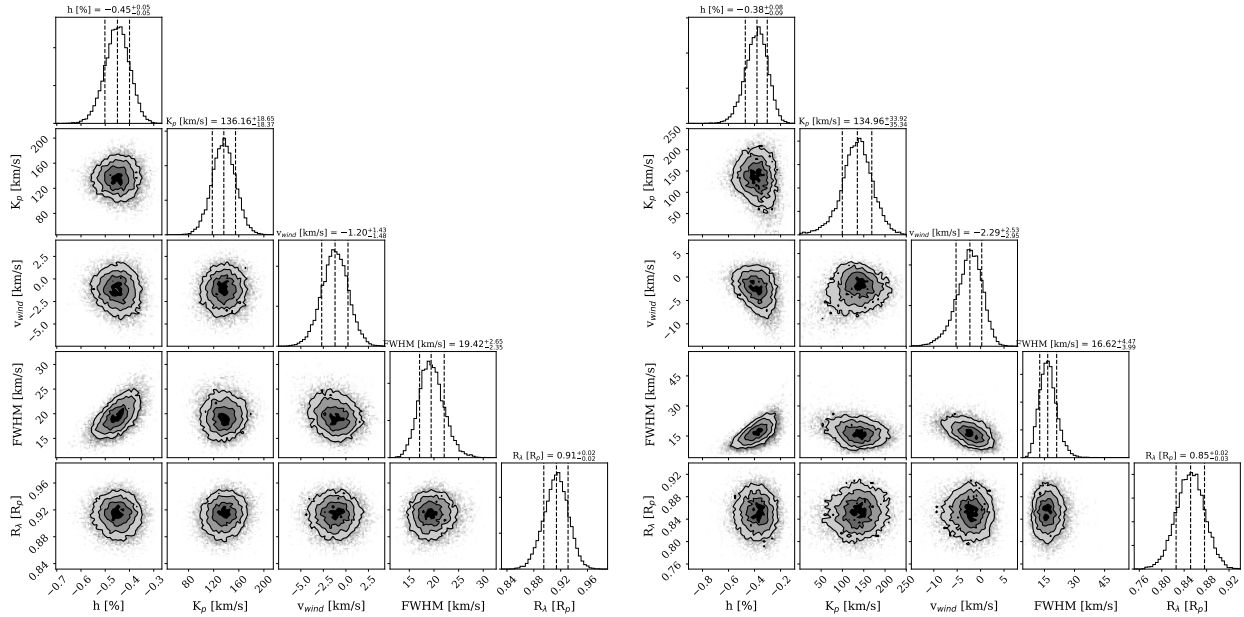 h [%] = −0.45+0.05 −0.05
K_p [km/s] = 136.16+18.65 −18.37
200
160
120
80
K_p [km/s]
v_wind [km/s] = −1.20+1.43 −1.48
2.5
0.0
−2.5
−5.0
v_wind [km/s]
FWHM [km/s] = 19.42+2.65 −2.35
30
25
20
15
FWHM [km/s]
R_λ [R_p] = 0.91+0.02 −0.02
0.96
0.92
0.88
0.84
R_λ [R_p]
−0.7 −0.6 −0.5 −0.4 −0.3
80 120 160 200
−5.0 −2.5 0.0 2.5
15 20 25 30
0.84 0.88 0.92 0.96
h [%] K_p [km/s] v_wind [km/s] FWHM [km/s] R_λ [R_p]
h [%] = −0.38+0.08 −0.09
K_p [km/s] = 134.96+33.92 −35.34
250
200
150
100
50
K_p [km/s]
v_wind [km/s] = −2.29+2.53 −2.95
5
0
−5
−10
v_wind [km/s]
FWHM [km/s] = 16.62+4.47 −3.99
45
30
15
FWHM [km/s]
R_λ [R_p] = 0.85+0.02 −0.03
0.92
0.88
0.84
0.80
0.76
R_λ [R_p]
−0.8 −0.6 −0.4 −0.2
50 100 150 200 250
−10 −5 0 5
15 30 45
0.76 0.80 0.84 0.88 0.92
h [%] K_p [km/s] v_wind [km/s] FWHM [km/s] R_λ [R_p]